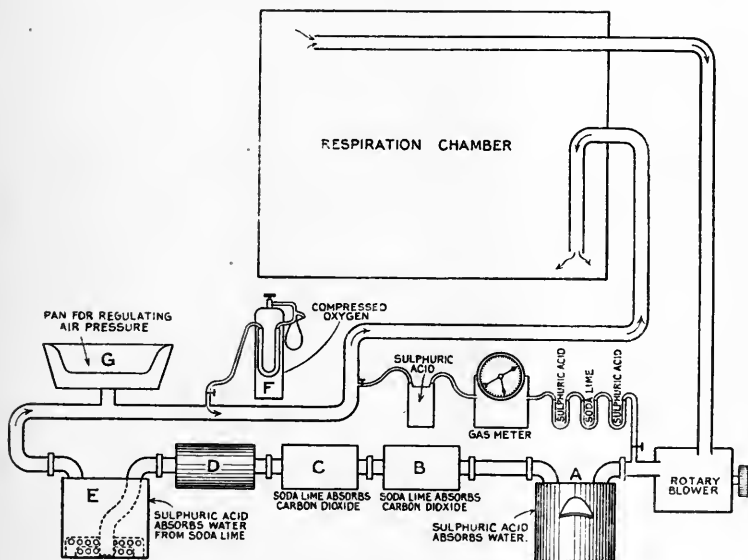 RESPIRATION CHAMBER
PAN FOR REGULATING
AIR PRESSURE
G
COMPRESSED
OXYGEN
F
SULPHURIC
ACID
GAS METER
SULPHURIC ACID
SODA LIME
SULPHURIC ACID
E
D
C
B
A
ROTARY
BLOWER
SODA LIME ABSORBS
CARBON DIOXIDE
SODA LIME ABSORBS
CARBON DIOXIDE
SULPHURIC ACID
ABSORBS WATER
FROM SODA LIME
SULPHURIC ACID
ABSORBS WATER.